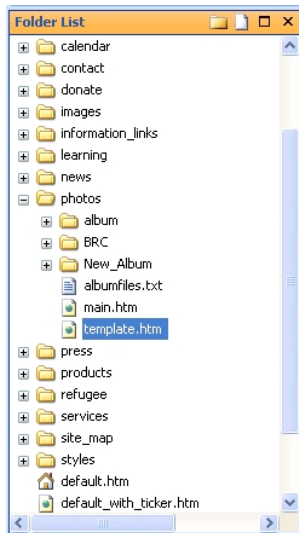 Folder List
calendar
contact
donate
images
information_links
learning
news
photos
album
BRC
New_Album
albumfiles.txt
main.htm
template.htm
press
products
refugee
services
site_map
styles
default.htm
default_with_ticker.htm